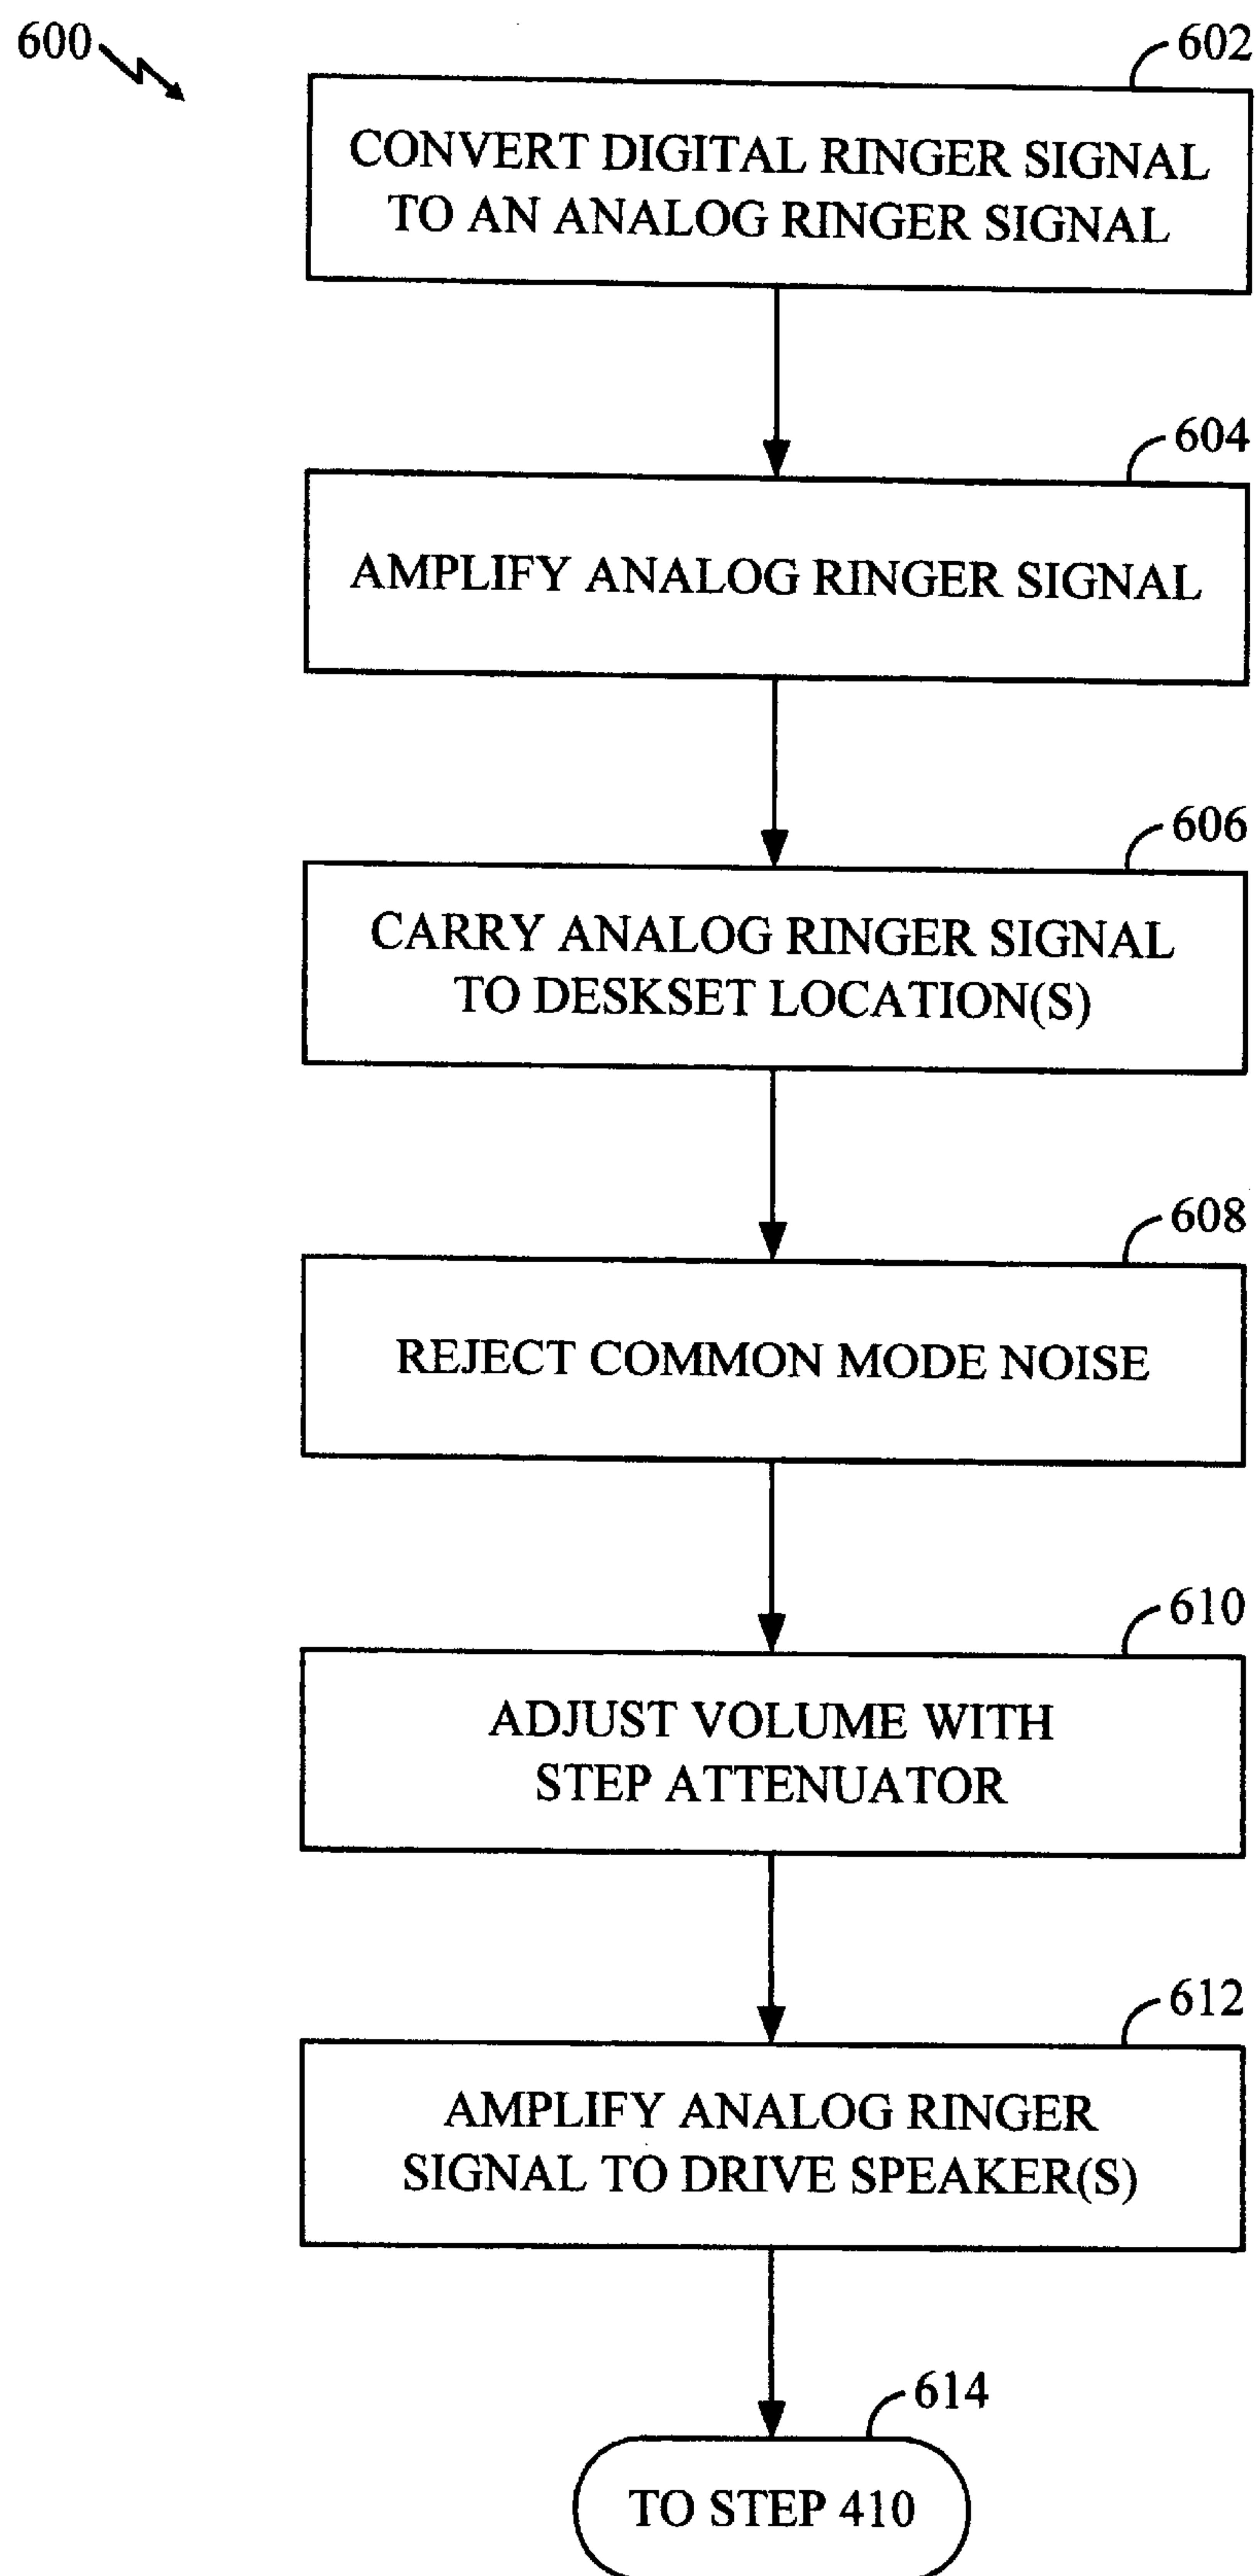 600
602
CONVERT DIGITAL RINGER SIGNAL
TO AN ANALOG RINGER SIGNAL
604
AMPLIFY ANALOG RINGER SIGNAL
606
CARRY ANALOG RINGER SIGNAL
TO DESKSET LOCATION(S)
608
REJECT COMMON MODE NOISE
610
ADJUST VOLUME WITH
STEP ATTENUATOR
612
AMPLIFY ANALOG RINGER
SIGNAL TO DRIVE SPEAKER(S)
614
TO STEP 410